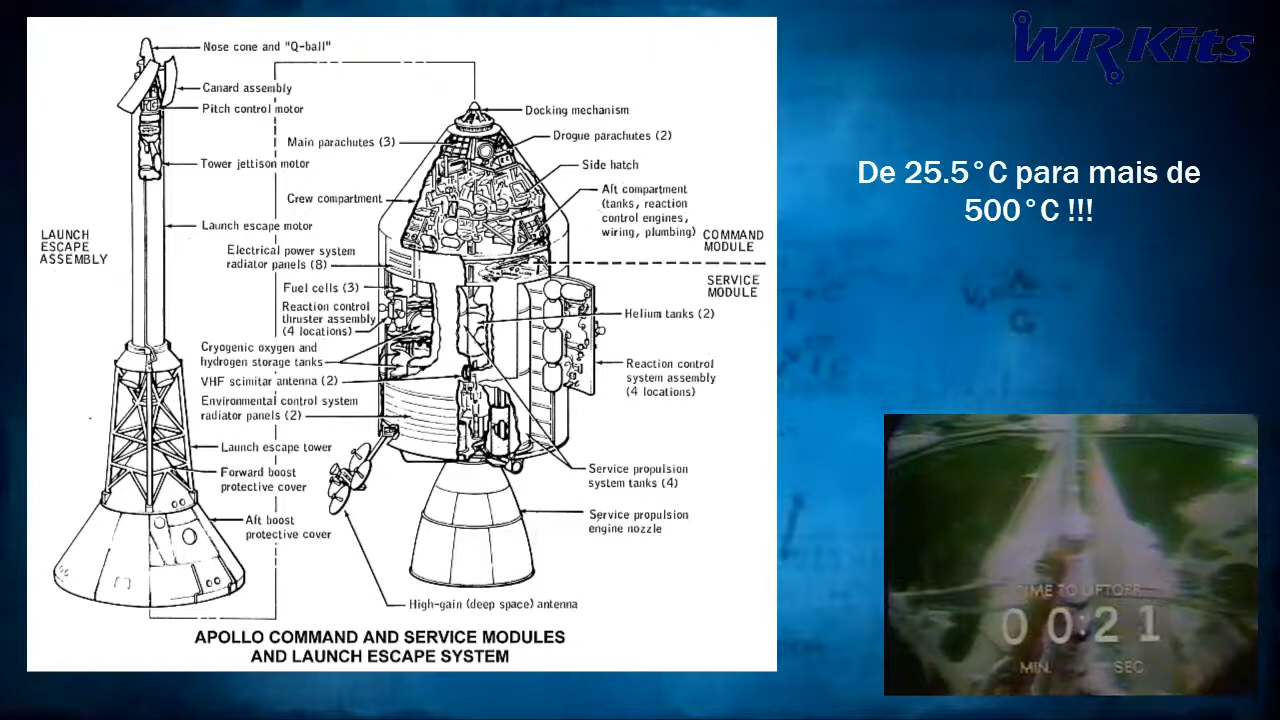 WR Kits
De 25.5°C para mais de
500°C !!!
Nose cone and "Q-ball"
Canard assembly
Pitch control motor
Tower jettison motor
LAUNCH
ESCAPE
ASSEMBLY
Launch escape motor
Launch escape tower
Forward boost
protective cover
Aft boost
protective cover
Docking mechanism
Drogue parachutes (2)
Main parachutes (3)
Side hatch
Crew compartment
Aft compartment
(tanks, reaction
control engines,
wiring, plumbing)
COMMAND
MODULE
SERVICE
MODULE
Electrical power system
radiator panels (8)
Fuel cells (3)
Reaction control
thruster assembly
(4 locations)
Cryogenic oxygen and
hydrogen storage tanks
VHF scimitar antenna (2)
Environmental control system
radiator panels (2)
Helium tanks (2)
Reaction control
system assembly
(4 locations)
Service propulsion
system tanks (4)
Service propulsion
engine nozzle
High-gain (deep space) antenna
APOLLO COMMAND AND SERVICE MODULES
AND LAUNCH ESCAPE SYSTEM
TIME TO LIFTOFF
00:21
MIN. SEC.